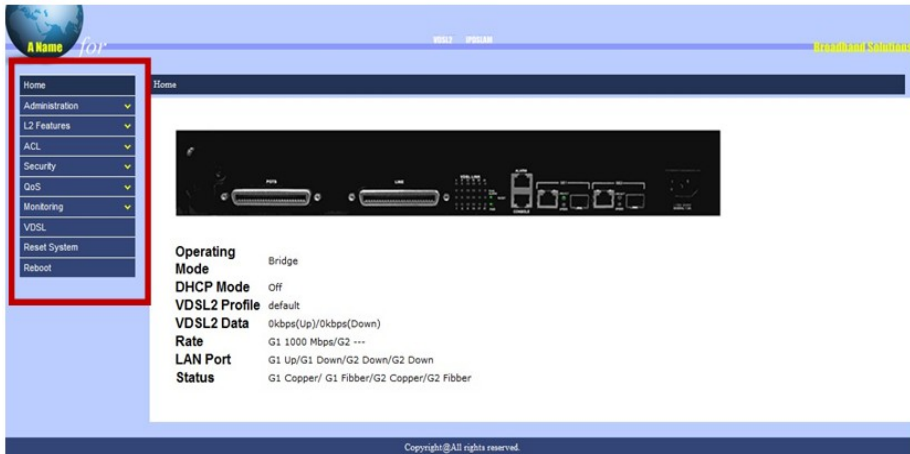 A Name for
VDSL2 IPDSLAM
Broadband Solutions
Home
Administration
L2 Features
ACL
Security
QoS
Monitoring
VDSL
Reset System
Reboot
Home
POTS
LINE
ALARM
CONSOLE
Operating Mode
Bridge
DHCP Mode
Off
VDSL2 Profile
default
VDSL2 Data
0kbps(Up)/0kbps(Down)
Rate
G1 1000 Mbps/G2 ---
LAN Port
G1 Up/G1 Down/G2 Down/G2 Down
Status
G1 Copper/ G1 Fibber/G2 Copper/G2 Fibber
Copyright@All rights reserved.